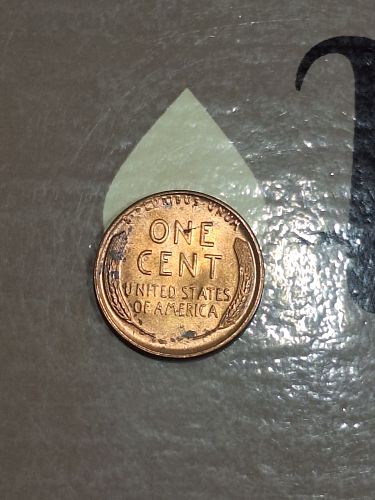 E·PLURIBUS·UNUM
ONE
CENT
UNITED STATES
OF AMERICA